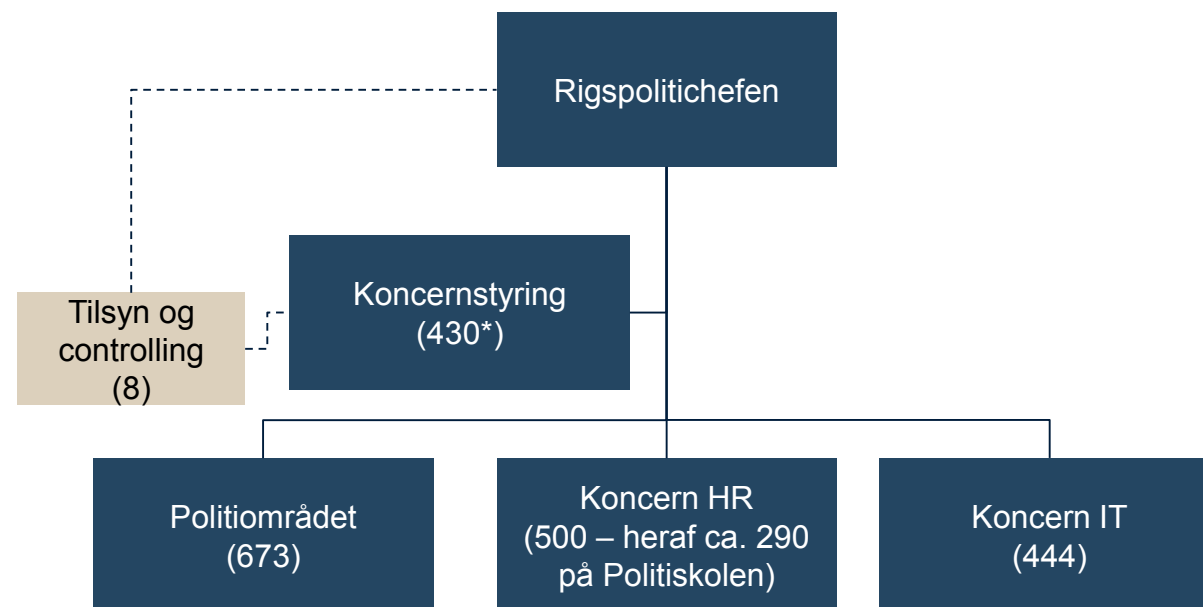 Rigspolitichefen
Koncernstyring
(430*)
Tilsyn og
controlling
(8)
Politiområdet
(673)
Koncern HR
(500 – heraf ca. 290
på Politiskolen)
Koncern IT
(444)